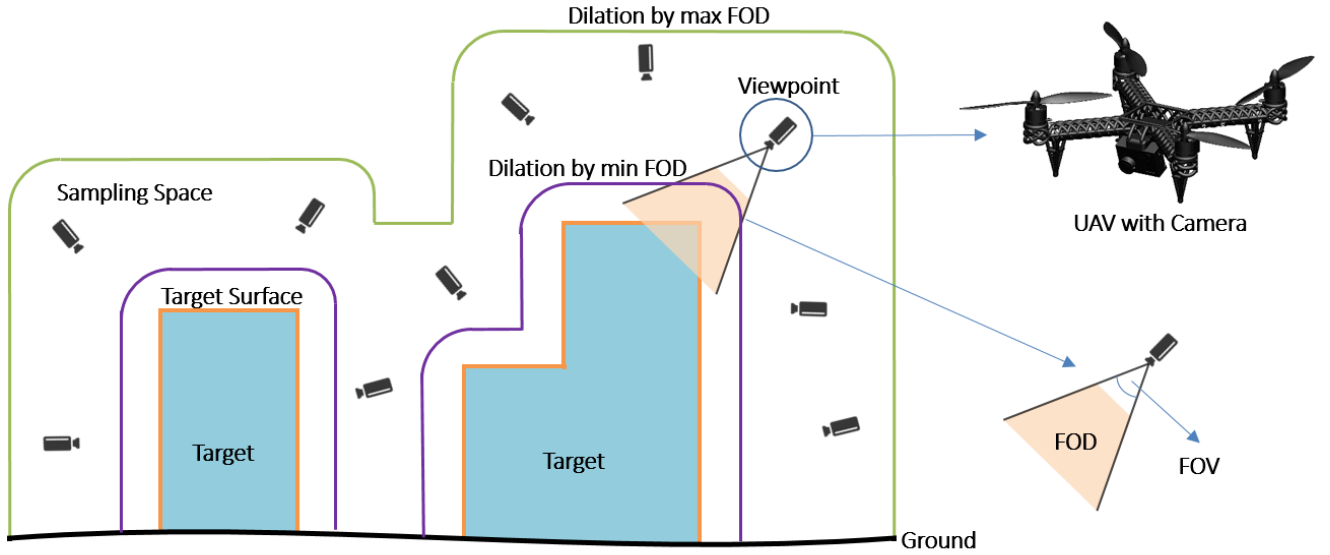 Dilation by max FOD
Viewpoint
Dilation by min FOD
Sampling Space
UAV with Camera
Target Surface
Target
Target
FOD
FOV
Ground